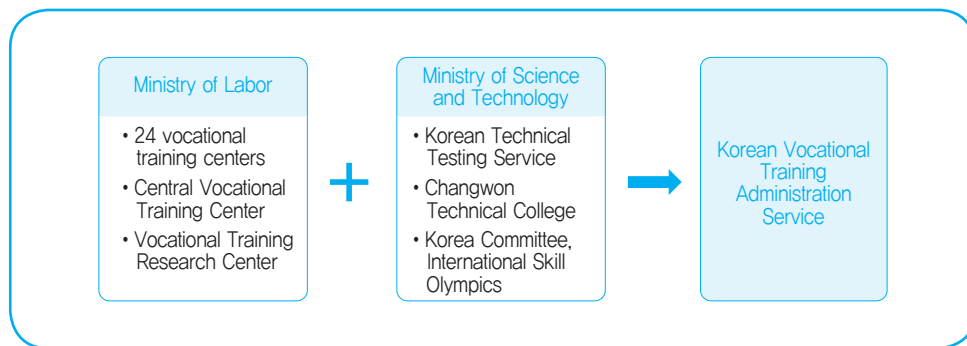 Ministry of Labor
• 24 vocational
training centers
• Central Vocational
Training Center
• Vocational Training
Research Center
Ministry of Science
and Technology
• Korean Technical
Testing Service
• Changwon
Technical College
• Korea Committee,
International Skill
Olympics
Korean Vocational
Training
Administration
Service